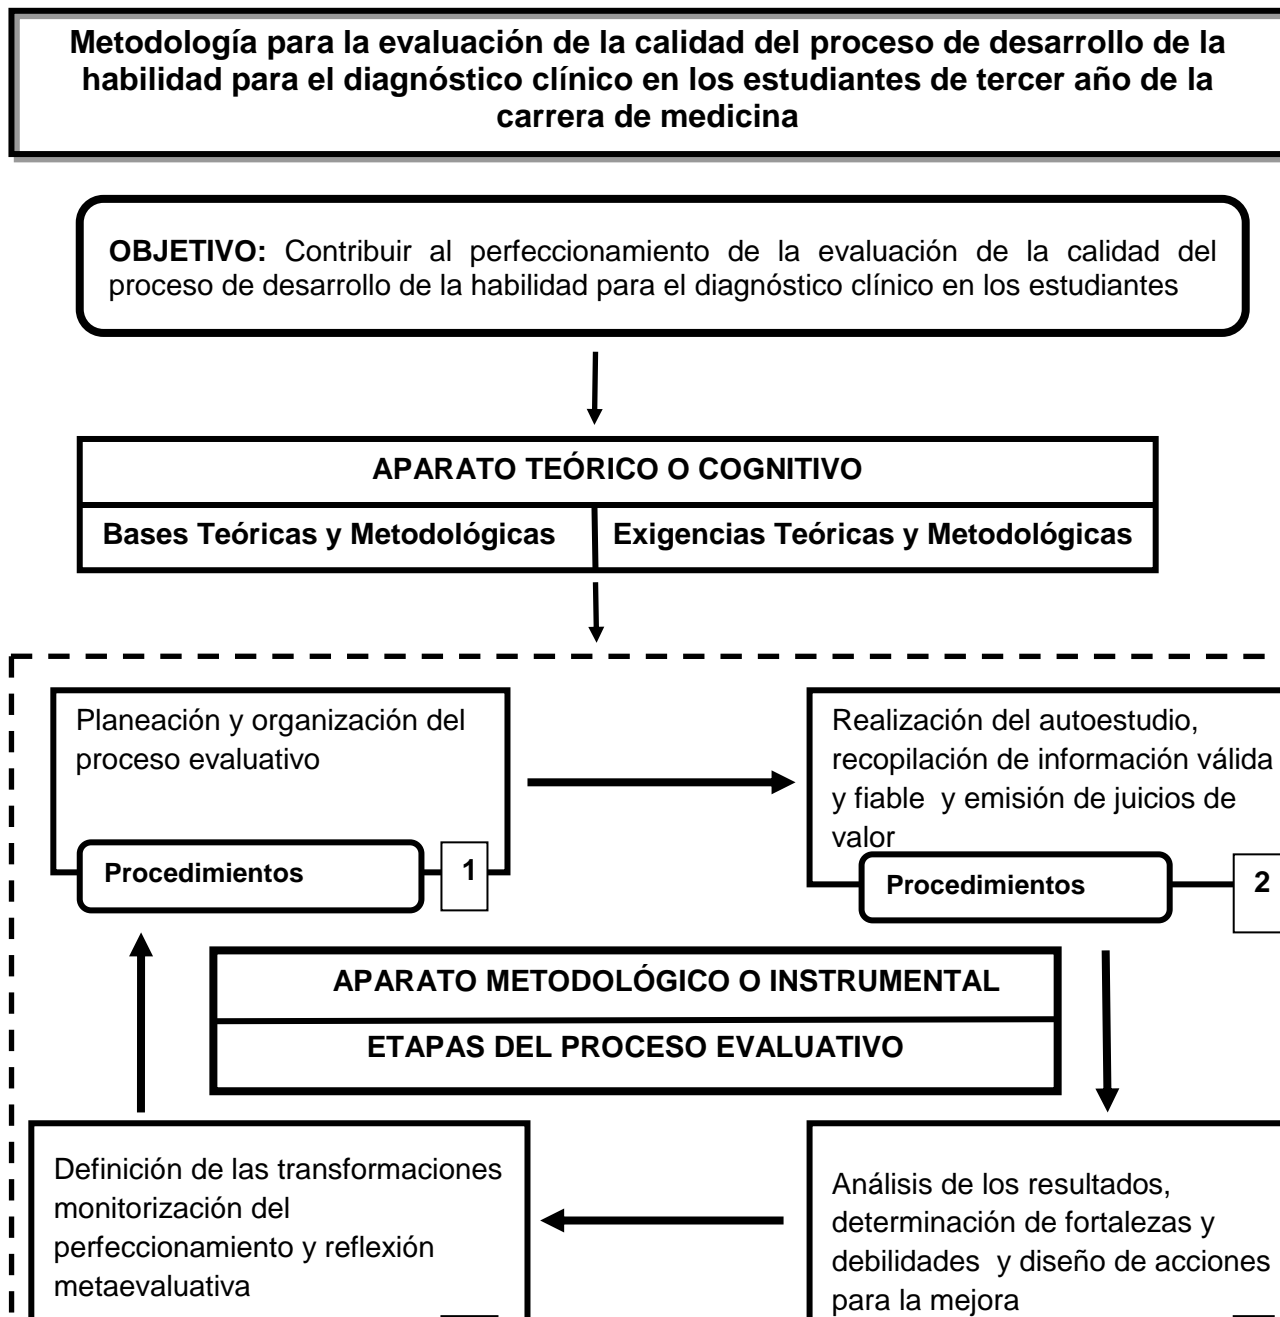 Metodología para la evaluación de la calidad del proceso de desarrollo de la
habilidad para el diagnóstico clínico en los estudiantes de tercer año de la
carrera de medicina
OBJETIVO: Contribuir al perfeccionamiento de la evaluación de la calidad del
proceso de desarrollo de la habilidad para el diagnóstico clínico en los estudiantes
APARATO TEÓRICO O COGNITIVO
Bases Teóricas y Metodológicas
Exigencias Teóricas y Metodológicas
Planeación y organización del
proceso evaluativo
Procedimientos
1
Realización del autoestudio,
recopilación de información válida
y fiable y emisión de juicios de
valor
Procedimientos
2
APARATO METODOLÓGICO O INSTRUMENTAL
ETAPAS DEL PROCESO EVALUATIVO
Definición de las transformaciones
monitorización del
perfeccionamiento y reflexión
metaevaluativa
Análisis de los resultados,
determinación de fortalezas y
debilidades y diseño de acciones
para la mejora